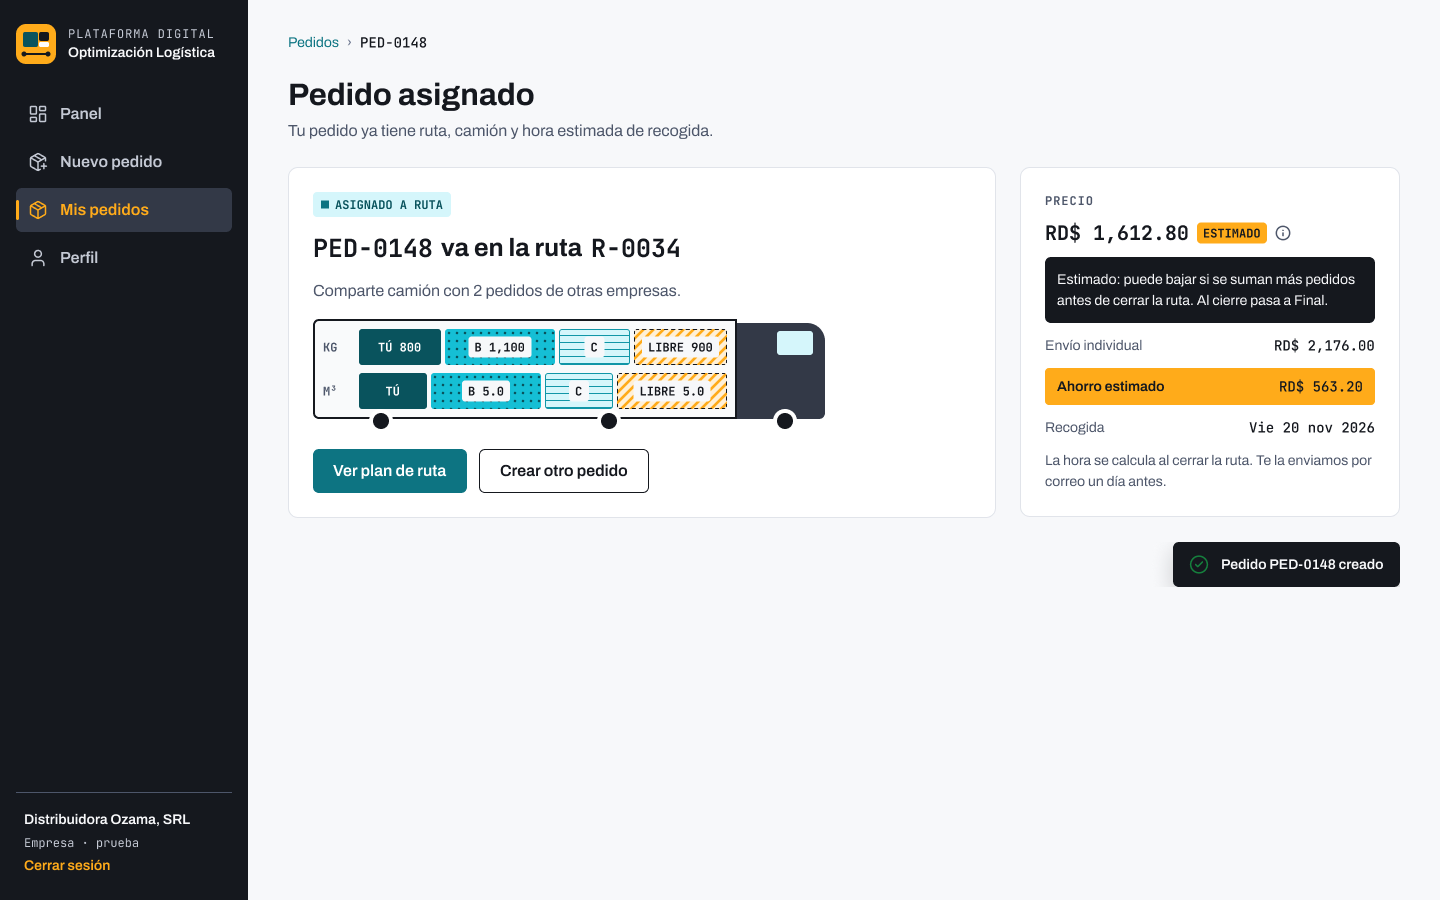 PLATAFORMA DIGITAL
Optimización Logística
Panel
Nuevo pedido
Mis pedidos
Perfil
Distribuidora Ozama, SRL
Empresa · prueba
Cerrar sesión
Pedidos › PED-0148
Pedido asignado
Tu pedido ya tiene ruta, camión y hora estimada de recogida.
ASIGNADO A RUTA
PED-0148 va en la ruta R-0034
Comparte camión con 2 pedidos de otras empresas.
KG TÚ 800 B 1,100 C LIBRE 900
M³ TÚ B 5.0 C LIBRE 5.0
Ver plan de ruta
Crear otro pedido
PRECIO
RD$ 1,612.80 ESTIMADO
Estimado: puede bajar si se suman más pedidos
antes de cerrar la ruta. Al cierre pasa a Final.
Envío individual RD$ 2,176.00
Ahorro estimado RD$ 563.20
Recogida Vie 20 nov 2026
La hora se calcula al cerrar la ruta. Te la enviamos por
correo un día antes.
Pedido PED-0148 creado